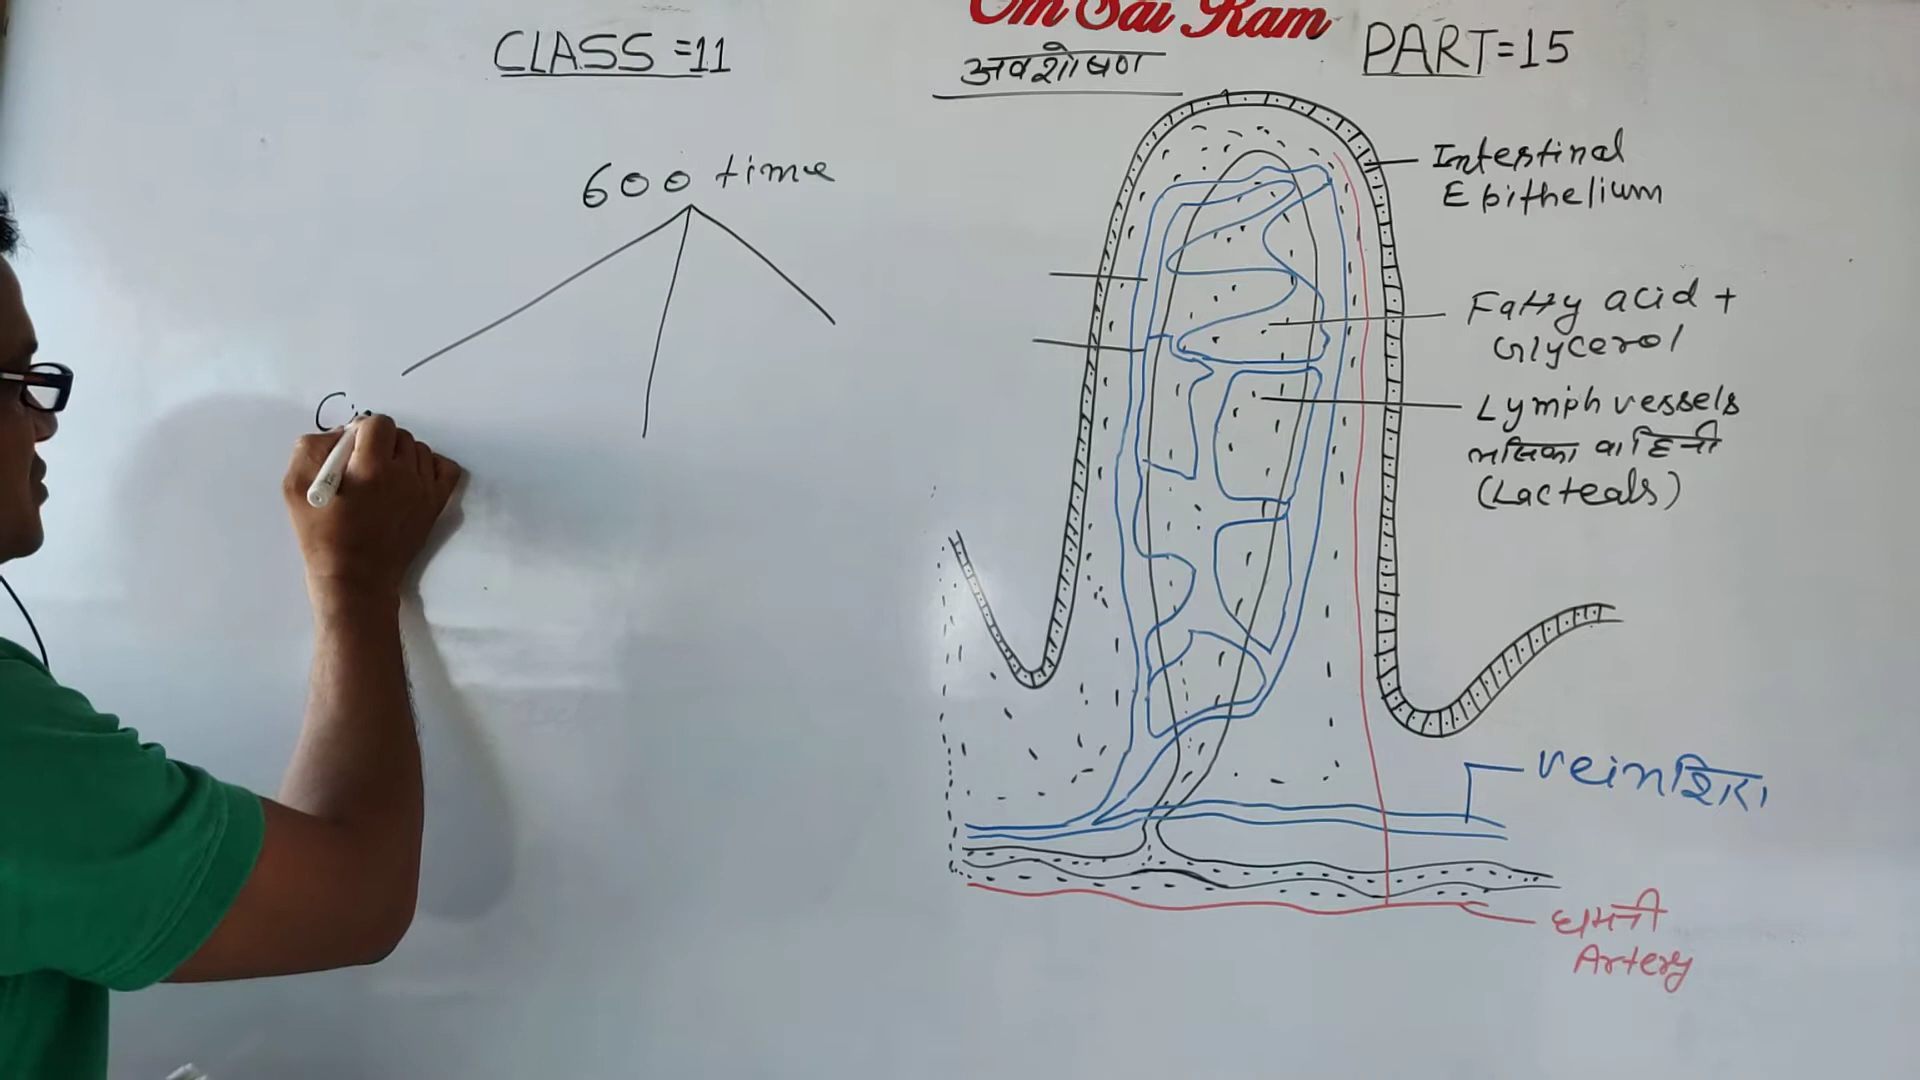 Om Sai Ram
CLASS =11
अवशोषण
PART=15
600 time
Ci
Intestinal
Epithelium
Fatty acid +
Glycerol
Lymph vessels
लसिका वाहिनी
(Lacteals)
vein शिरा
धमनी
Artery